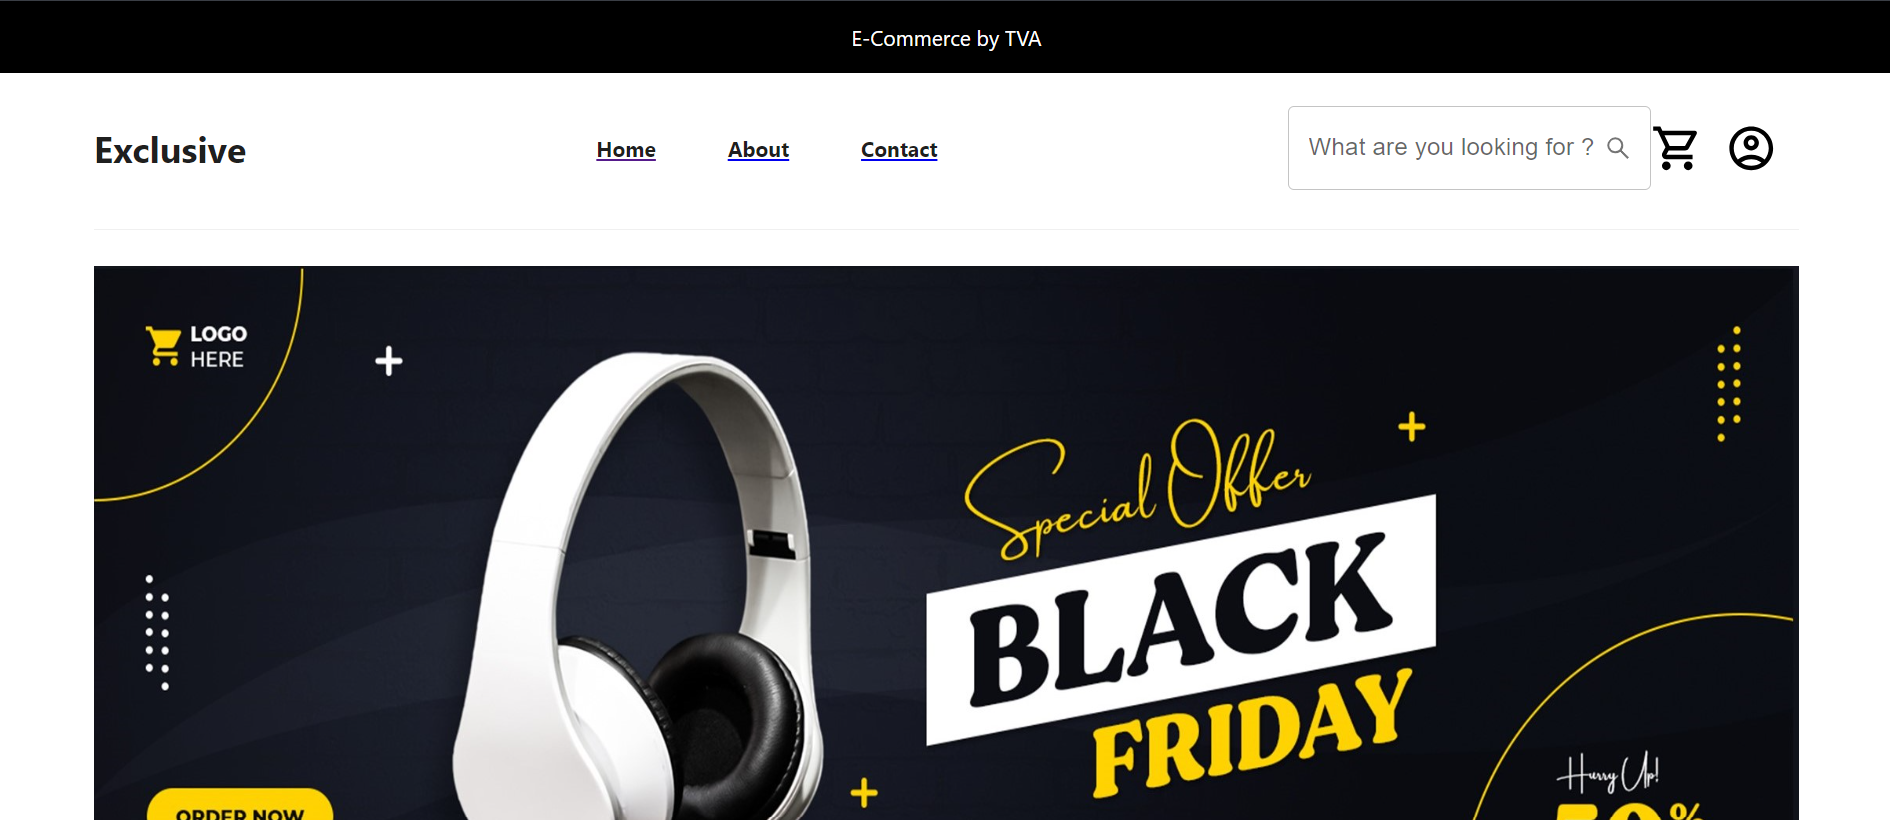 E-Commerce by TVA
Exclusive
Home About Contact
What are you looking for ?
LOGO
HERE
Special Offer
BLACK
FRIDAY
Hurry Up!
50%
ORDER NOW